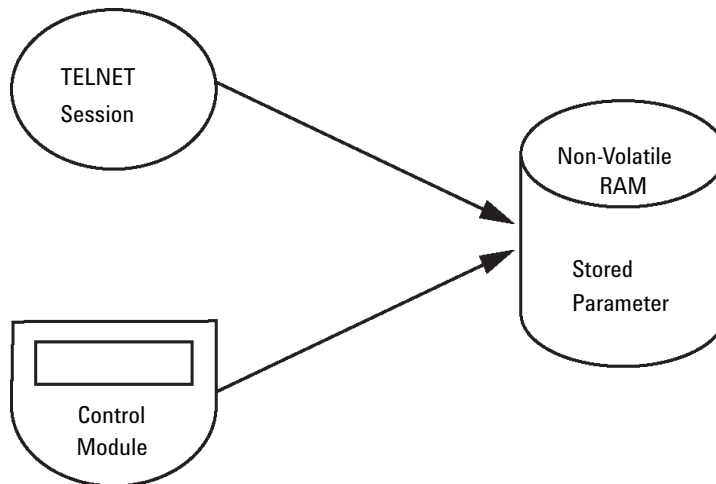 TELNET
Session
Non-Volatile
RAM
Stored
Parameter
Control
Module